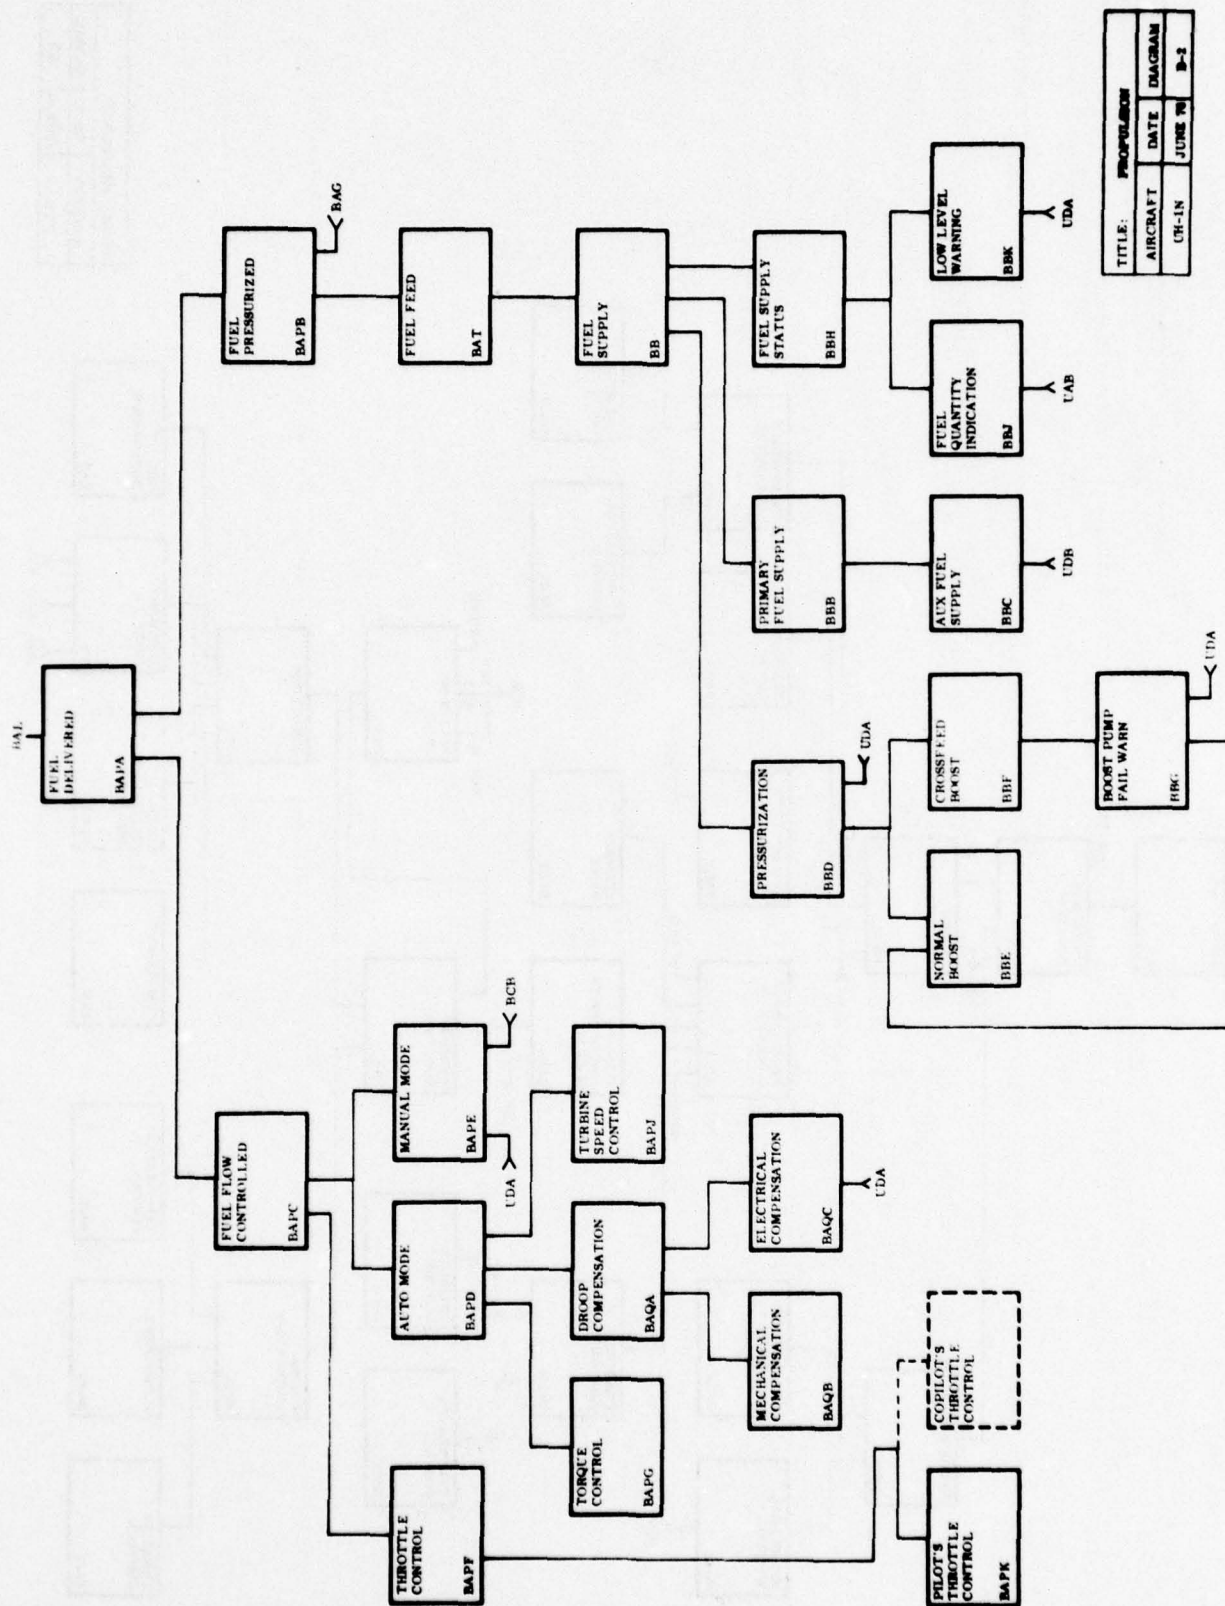 BAL
FUEL
DELIVERED
BAPA
FUEL FLOW
CONTROLLED
BAPC
FUEL
PRESSURIZED
BAPB
BAG
THROTTLE
CONTROL
BAPF
AUTO MODE
BAPD
MANUAL MODE
BAPE
UDA
BCB
FUEL FEED
BAT
TORQUE
CONTROL
BAPG
DROOP
COMPENSATION
BAQA
TURBINE
SPEED
CONTROL
BAPJ
FUEL
SUPPLY
BB
MECHANICAL
COMPENSATION
BAQB
ELECTRICAL
COMPENSATION
BAQC
UDA
PRESSURIZATION
BBD
UDA
PRIMARY
FUEL SUPPLY
BBB
FUEL SUPPLY
STATUS
BBH
PILOT'S
THROTTLE
CONTROL
BAPK
COPILOT'S
THROTTLE
CONTROL
NORMAL
BOOST
BBE
CROSSFEED
BOOST
BBF
AUX FUEL
SUPPLY
BBC
UDB
FUEL
QUANTITY
INDICATION
BBJ
UAB
LOW LEVEL
WARNING
BBK
UDA
BOOST PUMP
FAIL WARN
BBG
UDA
TITLE: PROPULSION
AIRCRAFT DATE DIAGRAM
UH-1N JUNE 78 B-2